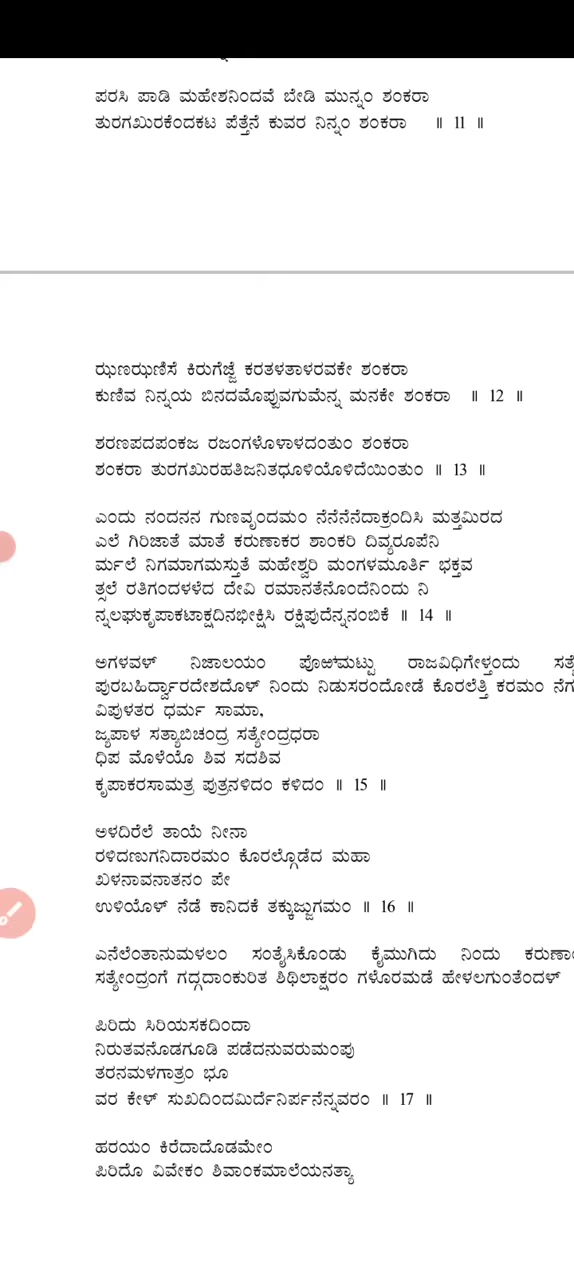 ಪರಸಿ ಪಾಡಿ ಮಹೇಶನಿಂದವೆ ಬೇಡಿ ಮುನ್ನಂ ಶಂಕರಾ
ತುರಗಖುರಕೆಂದಕಟ ಪೆತ್ತೆನೆ ಕುವರ ನಿನ್ನಂ ಶಂಕರಾ ॥ 11 ॥
ಝಣಝಣಿಸೆ ಕಿರುಗೆಜ್ಜೆ ಕರತಳತಾಳರವಕೇ ಶಂಕರಾ
ಕುಣಿವ ನಿನ್ನಯ ಬಿನದಮೊಪ್ಪುವಗುಮೆನ್ನ ಮನಕೇ ಶಂಕರಾ ॥ 12 ॥
ಶರಣಪದಪಂಕಜ ರಜಂಗಳೊಳಾಳದಂತುಂ ಶಂಕರಾ
ಶಂಕರಾ ತುರಗಖುರಹತಿಜನಿತಧೂಳಿಯೊಳಿದೆಯಿಂತುಂ ॥ 13 ॥
ಎಂದು ನಂದನನ ಗುಣವೃಂದಮಂ ನೆನೆನೆನೆದಾಕ್ರಂದಿಸಿ ಮತ್ತಮಿರದ
ಎಲೆ ಗಿರಿಜಾತೆ ಮಾತೆ ಕರುಣಾಕರ ಶಾಂಕರಿ ದಿವ್ಯರೂಪೆನಿ
ರ್ಮಲೆ ನಿಗಮಾಗಮಸ್ತುತೆ ಮಹೇಶ್ವರಿ ಮಂಗಳಮೂರ್ತಿ ಭಕ್ತವ
ತ್ಸಲೆ ರತಿಗಂದಳಳೆದ ದೇವಿ ರಮಾನತೆನೊಂದೆನಿಂದು ನಿ
ನ್ನಲಘುಕೃಪಾಕಟಾಕ್ಷದಿನಭೀಕ್ಷಿಸಿ ರಕ್ಷಿಪುದೆನ್ನನಂಬಿಕೆ ॥ 14 ॥
ಅಗಳವಳ್ ನಿಜಾಲಯಂ ಪೊಱಮಟ್ಟು ರಾಜವಿಧಿಗೇಳ್ತಂದು
ಪುರಬಹಿರ್ದ್ವಾರದೇಶದೊಳ್ ನಿಂದು ನಿಡುಸರಂದೋಡೆ ಕೊರಲೆತ್ತಿ ಕರಮಂ
ವಿಪುಳತರ ಧರ್ಮ ಸಾಮಾ,
ಜ್ಯಪಾಳ ಸತ್ಯಾಬಿಚಂದ್ರ ಸತ್ಯೇಂದ್ರಧರಾ
ಧಿಪ ಮೊಳೆಯೊ ಶಿವ ಸದಶಿವ
ಕೃಪಾಕರಸಾಮತ್ರ ಪುತ್ರನಳಿದಂ ಕಳಿದಂ ॥ 15 ॥
ಅಳದಿರೆಲೆ ತಾಯೆ ನೀನಾ
ರಳಿದಣುಗನಿದಾರಮಂ ಕೊರಲ್ಗೊಡೆದ ಮಹಾ
ಖಳನಾವನಾತನಂ ಪೇ
ಉಳಿಯೊಳ್ ನೆಡೆ ಕಾನಿದಕೆ ತಕ್ಕುಜ್ಜುಗಮಂ ॥ 16 ॥
ಎನೆಲೆಂತಾನುಮಳಲಂ ಸಂತೈಸಿಕೊಂಡು ಕೈಮುಗಿದು ನಿಂದು
ಸತ್ಯೇಂದ್ರಂಗೆ ಗದ್ಗದಾಂಕುರಿತ ಶಿಥಿಲಾಕ್ಷರಂ ಗಳೊರಮಡೆ ಹೇಳಲಗುಂತೆಂದಳ್
ಪಿರಿದು ಸಿರಿಯಸಕದಿಂದಾ
ನಿರುತವನೊಡಗೂಡಿ ಪಡೆದನುವರುಮಂಪು
ತರನಮಳಗಾತ್ರಂ ಭೂ
ವರ ಕೇಳ್ ಸುಖದಿಂದಮಿರ್ದೆನಿರ್ಪನೆನ್ನವರಂ ॥ 17 ॥
ಹರಯಂ ಕಿರೆದಾದೊಡಮೇಂ
ಪಿರಿದೊ ವಿವೇಕಂ ಶಿವಾಂಕಮಾಲೆಯನತ್ಯಾ